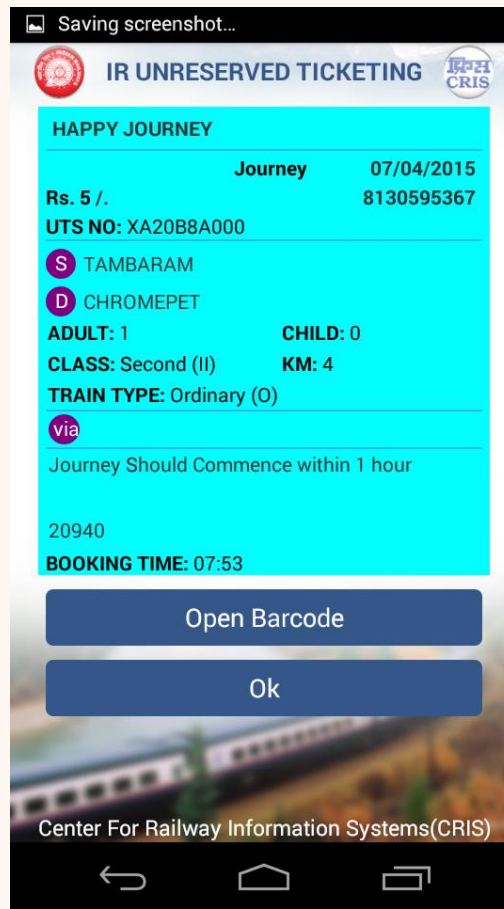 Saving screenshot...
IR UNRESERVED TICKETING
CRIS
HAPPY JOURNEY
Journey 07/04/2015
Rs. 5 /. 8130595367
UTS NO: XA20B8A000
S TAMBARAM
D CHROMEPET
ADULT: 1 CHILD: 0
CLASS: Second (II) KM: 4
TRAIN TYPE: Ordinary (O)
via
Journey Should Commence within 1 hour
20940
BOOKING TIME: 07:53
Open Barcode
Ok
Center For Railway Information Systems(CRIS)